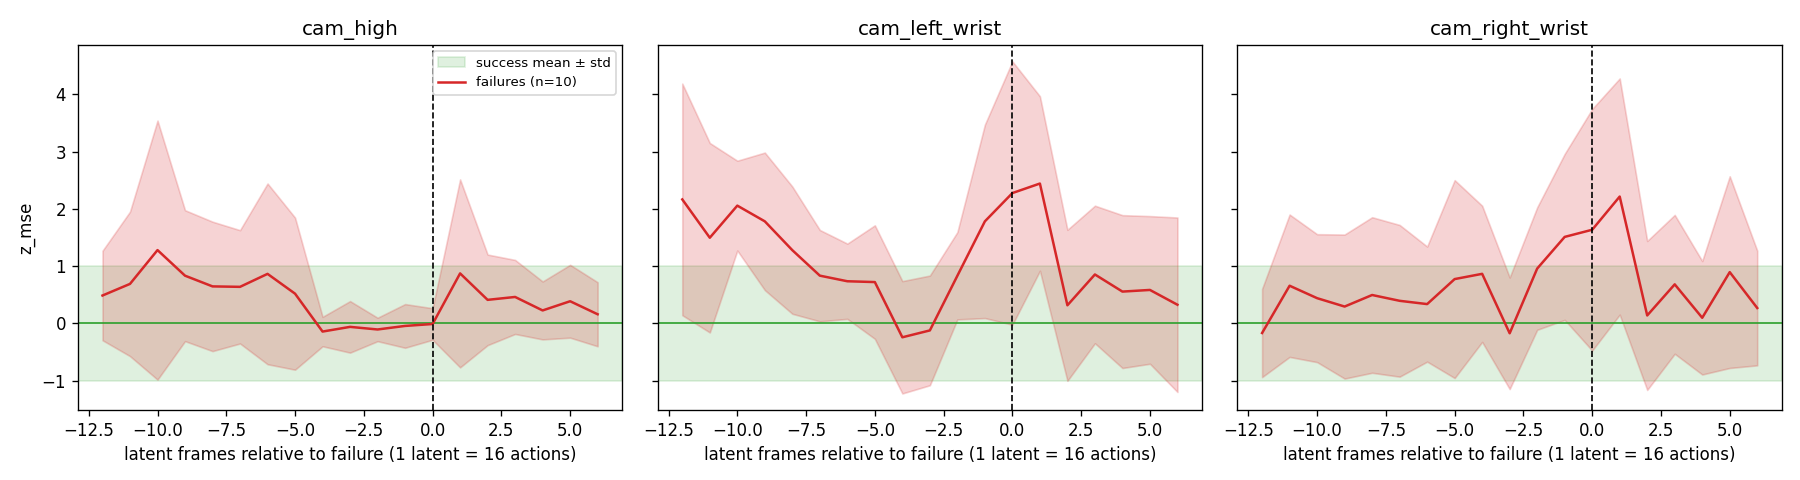 cam_high
cam_left_wrist
cam_right_wrist
success mean ± std
failures (n=10)
z_mse
4
3
2
1
0
−1
−12.5 −10.0 −7.5 −5.0 −2.5 0.0 2.5 5.0
−12.5 −10.0 −7.5 −5.0 −2.5 0.0 2.5 5.0
−12.5 −10.0 −7.5 −5.0 −2.5 0.0 2.5 5.0
latent frames relative to failure (1 latent = 16 actions)
latent frames relative to failure (1 latent = 16 actions)
latent frames relative to failure (1 latent = 16 actions)